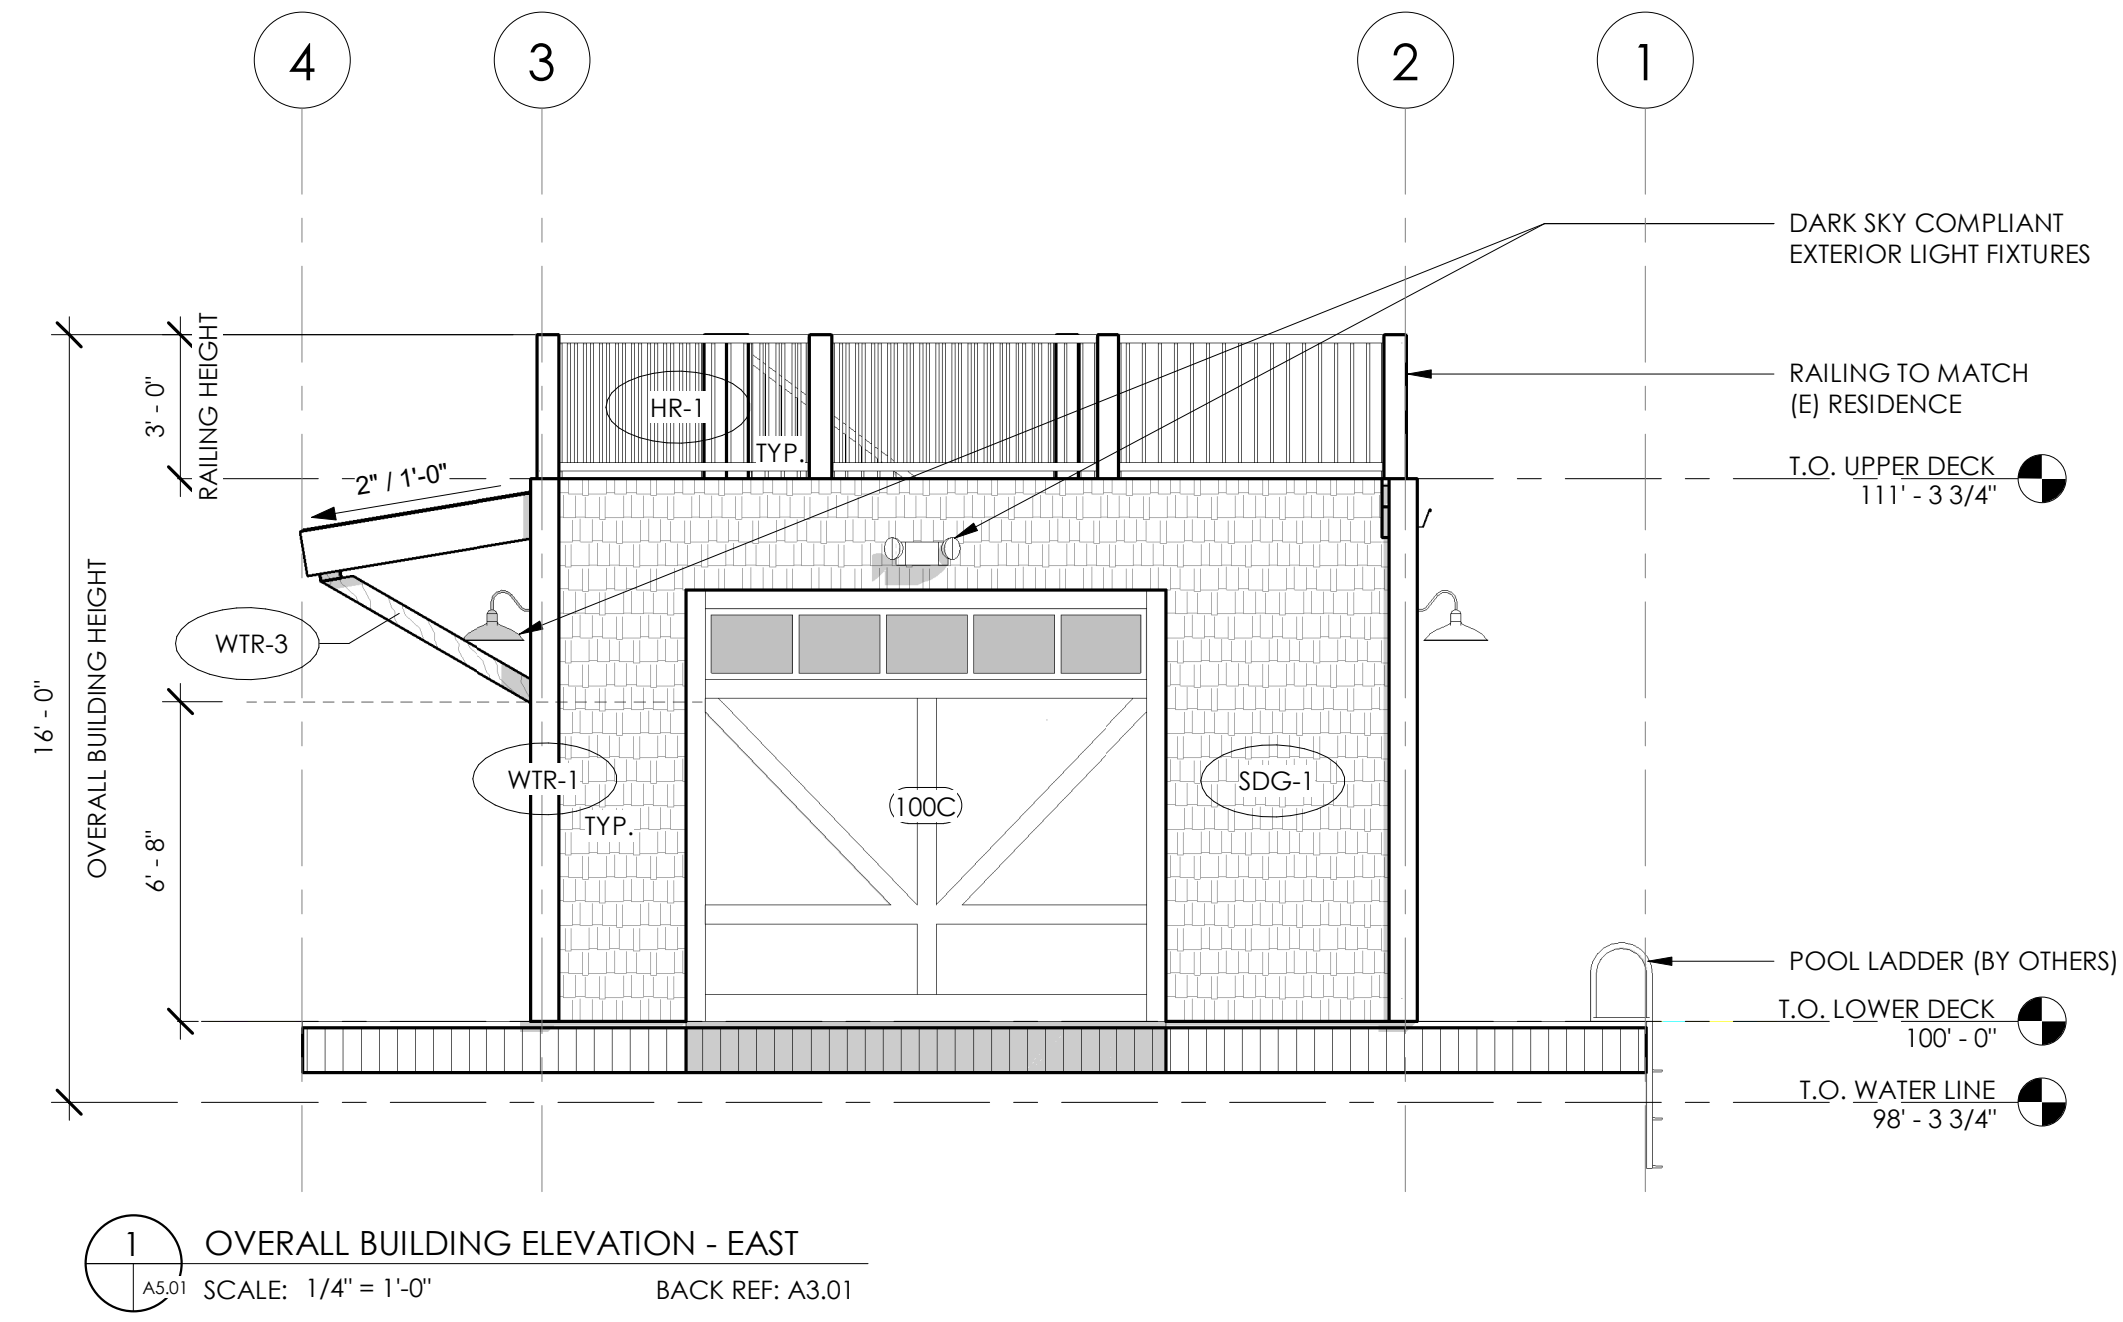 4
3
2
1
DARK SKY COMPLIANT
EXTERIOR LIGHT FIXTURES
RAILING HEIGHT
3' - 0"
RAILING TO MATCH
(E) RESIDENCE
HR-1
TYP.
2" / 1'-0"
T.O. UPPER DECK
111' - 3 3/4"
WTR-3
OVERALL BUILDING HEIGHT
16' - 0"
6' - 8"
WTR-1
TYP.
100C
SDG-1
POOL LADDER (BY OTHERS)
T.O. LOWER DECK
100' - 0"
T.O. WATER LINE
98' - 3 3/4"
1
A5.01
OVERALL BUILDING ELEVATION - EAST
SCALE: 1/4" = 1'-0" BACK REF: A3.01